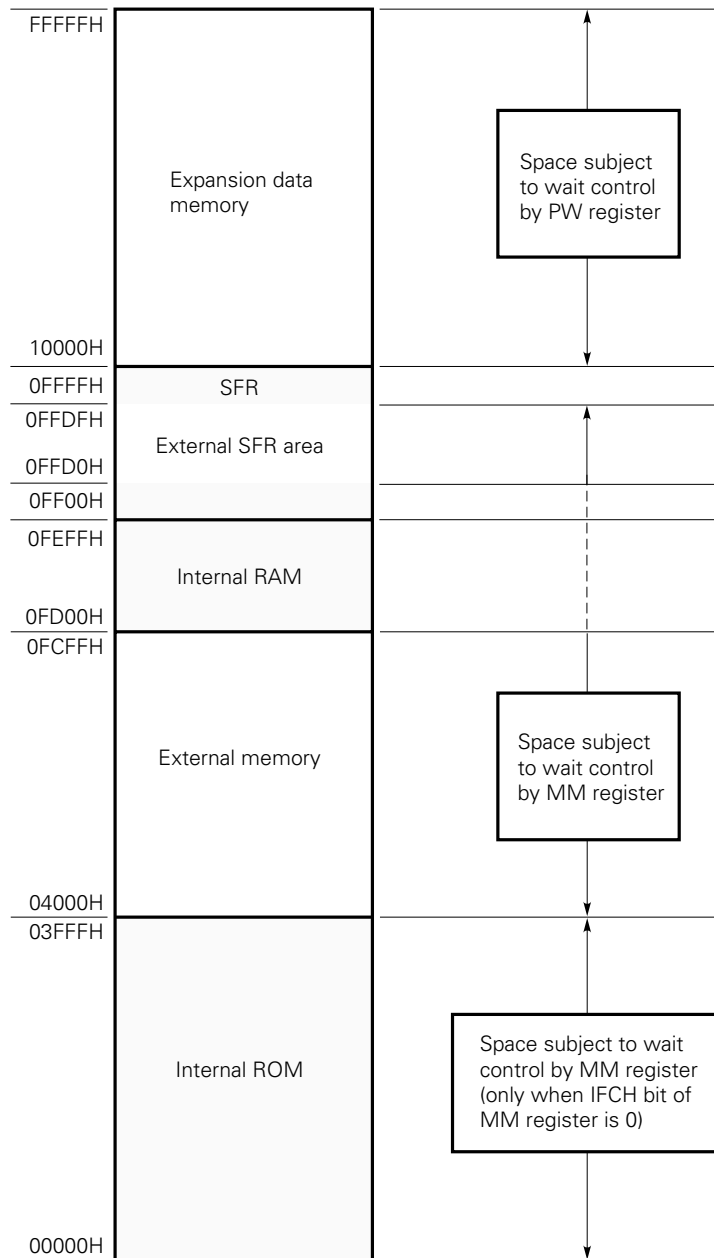 FFFFFH
Expansion data
memory
Space subject
to wait control
by PW register
10000H
0FFFFH
SFR
0FFDFH
External SFR area
0FFD0H
0FF00H
0FEFFH
Internal RAM
0FD00H
0FCFFH
External memory
Space subject
to wait control
by MM register
04000H
03FFFH
Internal ROM
Space subject to wait
control by MM register
(only when IFCH bit of
MM register is 0)
00000H